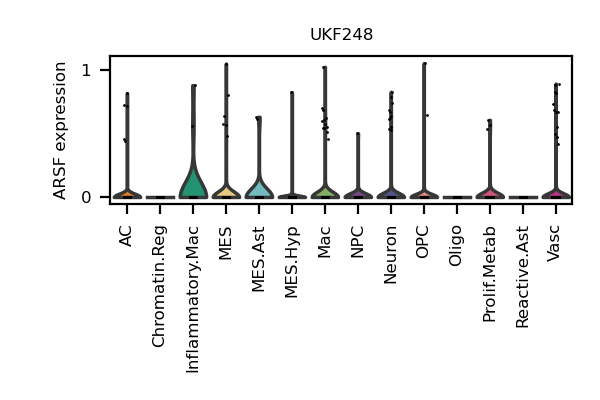 UKF248
ARSF expression
1
0
AC
Chromatin.Reg
Inflammatory.Mac
MES
MES.Ast
MES.Hyp
Mac
NPC
Neuron
OPC
Oligo
Prolif.Metab
Reactive.Ast
Vasc